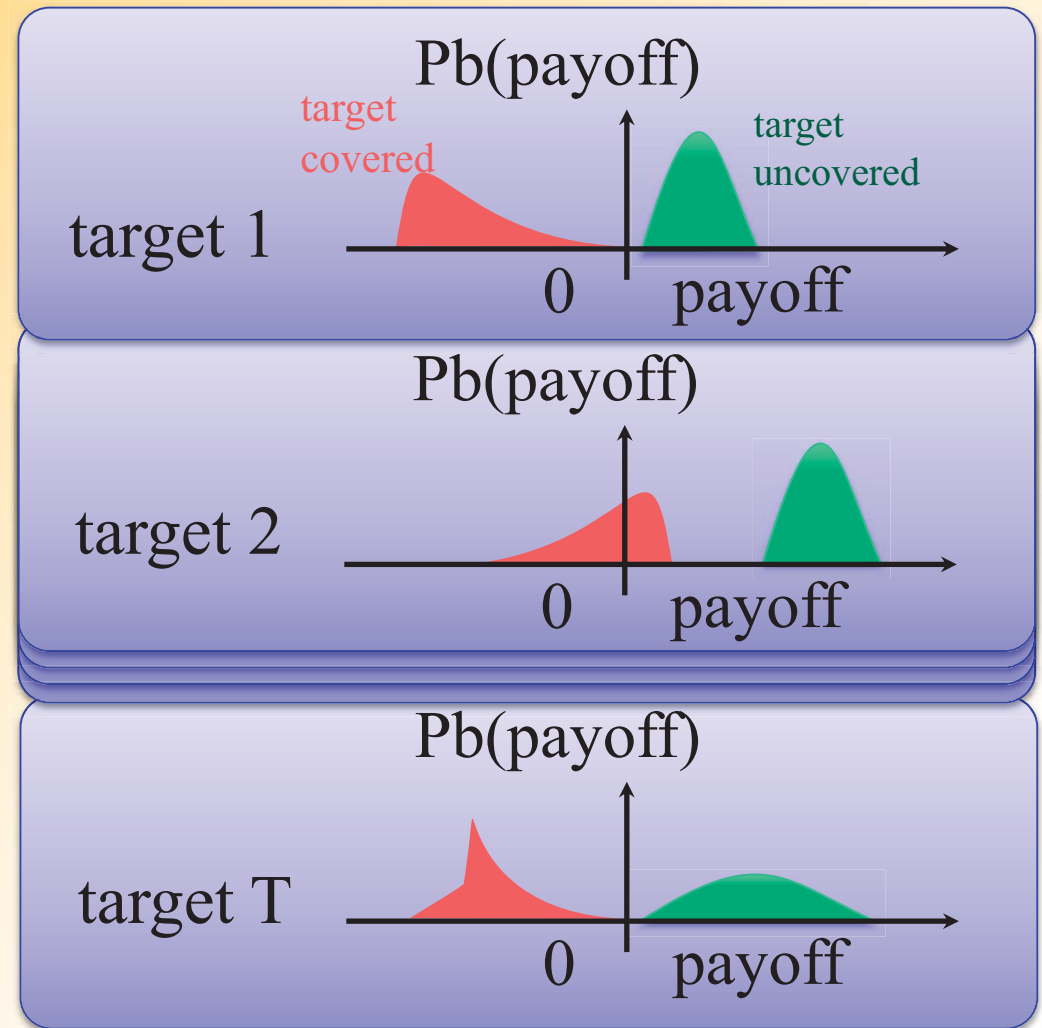 Pb(payoff)
target
covered
target
uncovered
target 1
0
payoff
Pb(payoff)
target 2
0
payoff
Pb(payoff)
target T
0
payoff